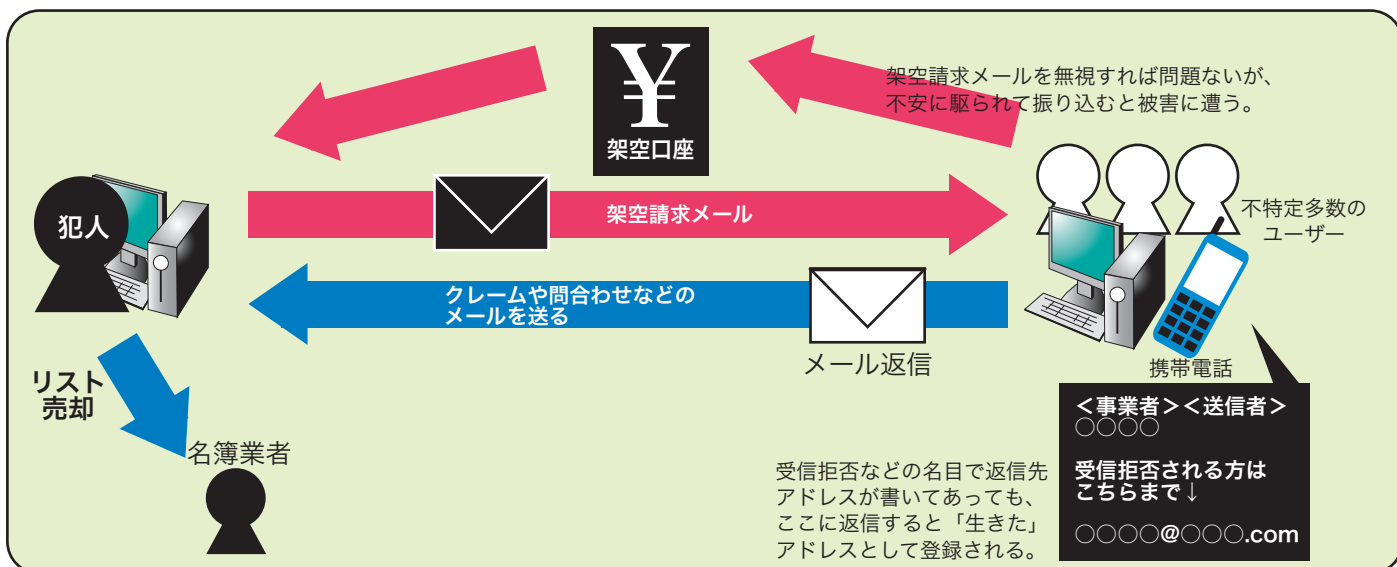 ¥
架空口座
架空請求メールを無視すれば問題ないが、
不安に駆られて振り込むと被害に遭う。
犯人
架空請求メール
不特定多数の
ユーザー
クレームや問合わせなどの
メールを送る
メール返信
携帯電話
リスト
売却
名簿業者
<事業者><送信者>
○○○○
受信拒否される方は
こちらまで↓
○○○○@○○○.com
受信拒否などの名目で返信先
アドレスが書いてあっても、
ここに返信すると「生きた」
アドレスとして登録される。